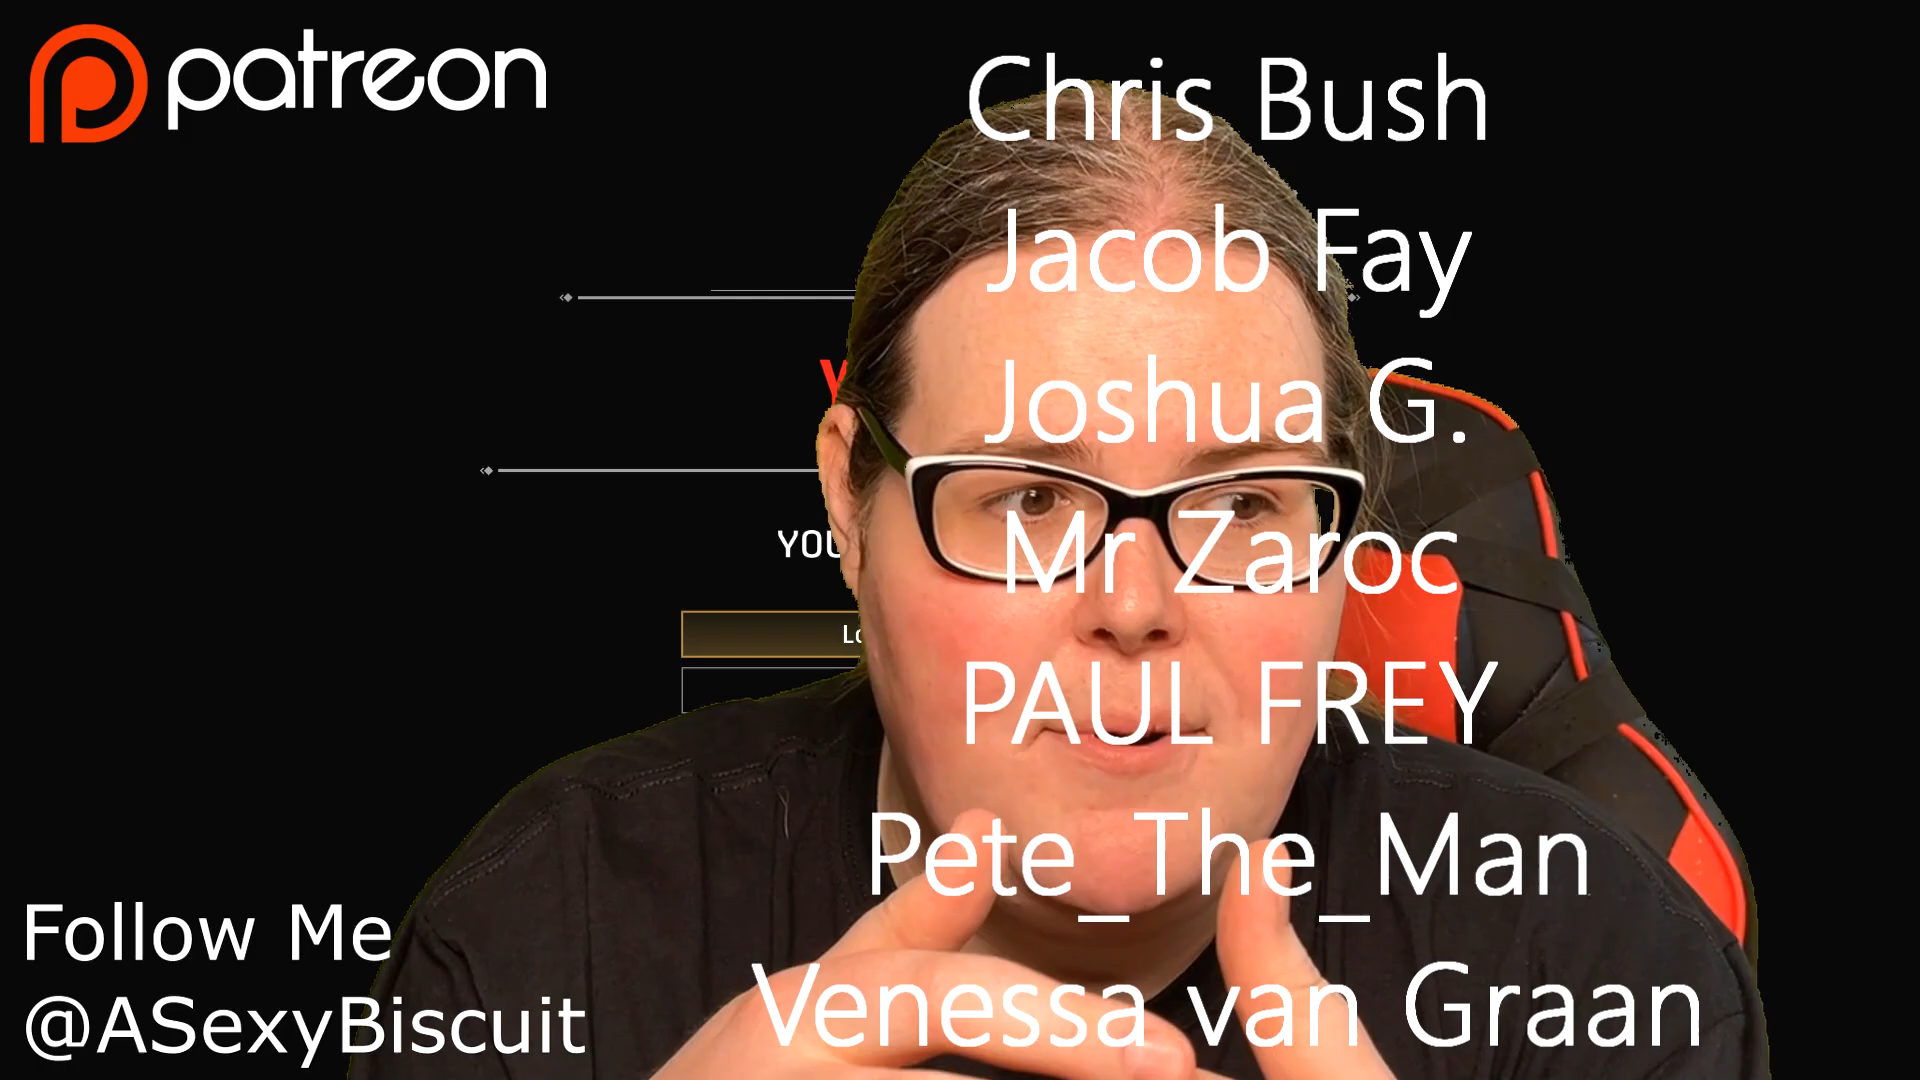 patreon
Chris Bush
Jacob Fay
Joshua G.
Mr Zaroc
PAUL FREY
Pete_The_Man
Venessa van Graan
Follow Me
@ASexyBiscuit